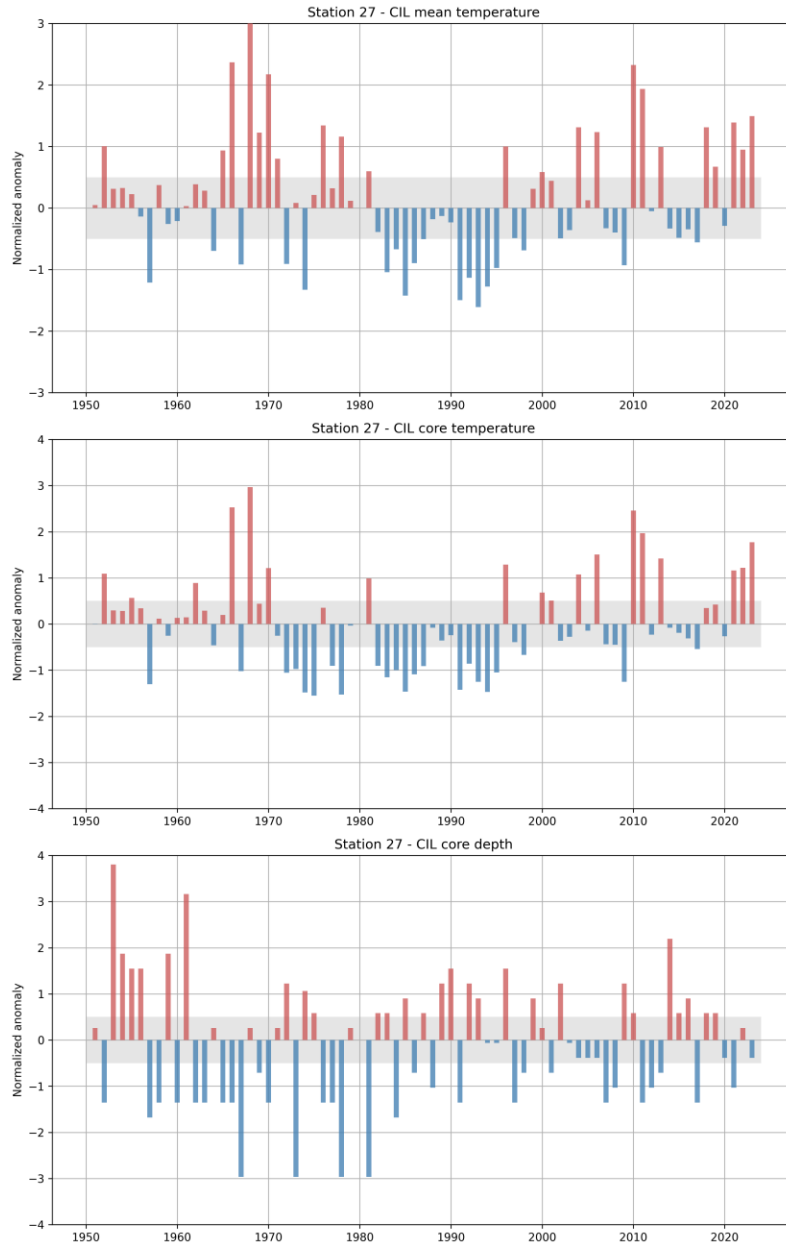 Station 27 - CIL mean temperature
3
2
1
0
−1
−2
−3
Normalized anomaly
1950 1960 1970 1980 1990 2000 2010 2020
Station 27 - CIL core temperature
4
3
2
1
0
−1
−2
−3
−4
Normalized anomaly
1950 1960 1970 1980 1990 2000 2010 2020
Station 27 - CIL core depth
4
3
2
1
0
−1
−2
−3
−4
Normalized anomaly
1950 1960 1970 1980 1990 2000 2010 2020